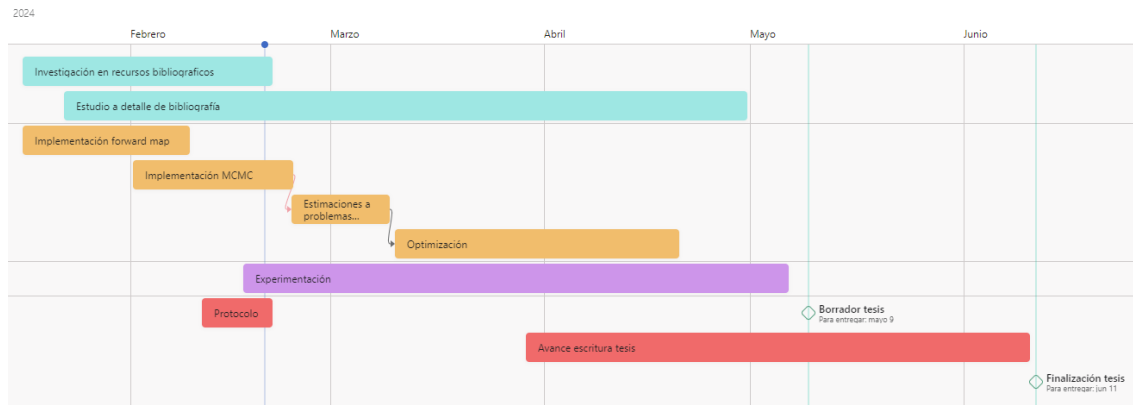 2024
Febrero
Marzo
Abril
Mayo
Junio
Investigación en recursos bibliograficos
Estudio a detalle de bibliografía
Implementación forward map
Implementación MCMC
Estimaciones a
problemas...
Optimización
Experimentación
Protocolo
Borrador tesis
Para entregar: mayo 9
Avance escritura tesis
Finalización tesis
Para entregar: jun 11